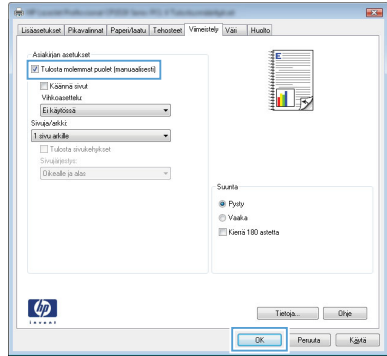 Lisäasetukset Pikavalinnat Paperi/laatu Tehosteet Viimeistely Väri Huolto
Asiakirjan asetukset
Tulosta molemmat puolet (manuaalisesti)
Käännä sivut
Vihkoasettelu:
Ei käytössä
Sivuja/arkki:
1 sivu arkille
Tulosta sivukehykset
Sivujärjestys:
Oikealle ja alas
Suunta
Pysty
Vaaka
Kierrä 180 astetta
hp
invent
Tietoja... Ohje
OK Peruuta Käytä